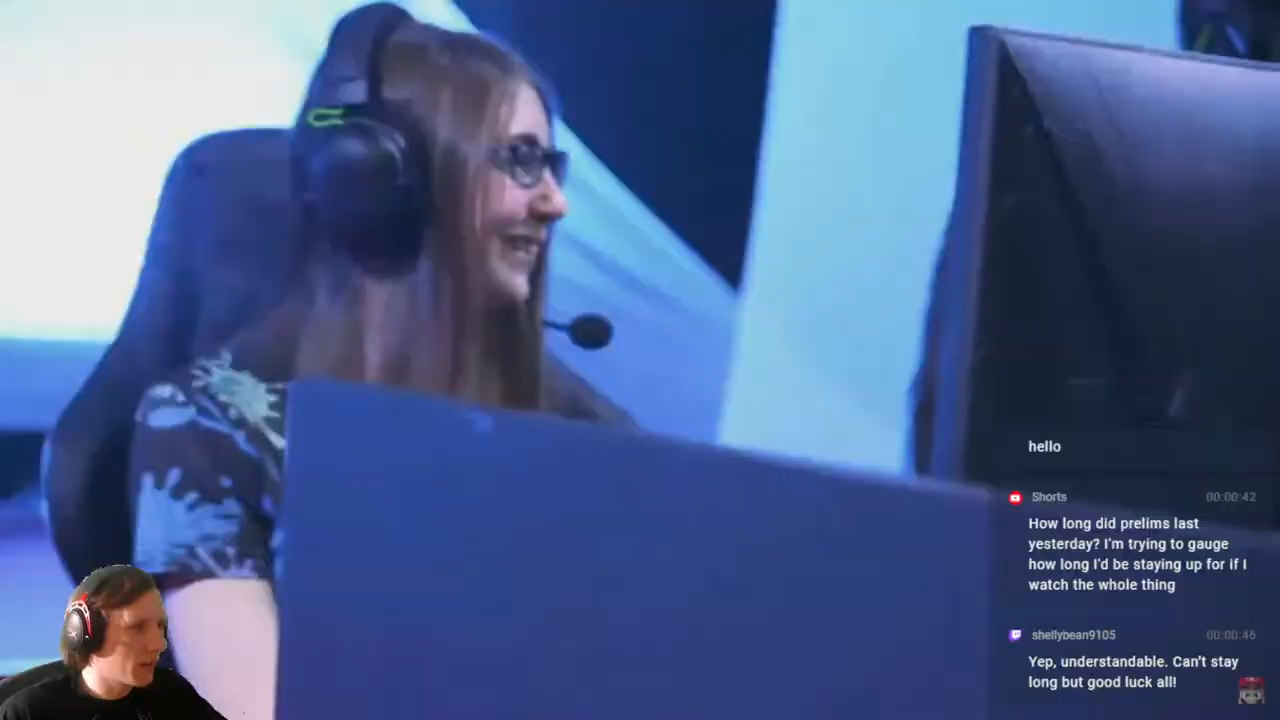 hello
Shorts 00:00:42
How long did prelims last
yesterday? I'm trying to gauge
how long I'd be staying up for if I
watch the whole thing
shellybean9105 00:00:46
Yep, understandable. Can't stay
long but good luck all!